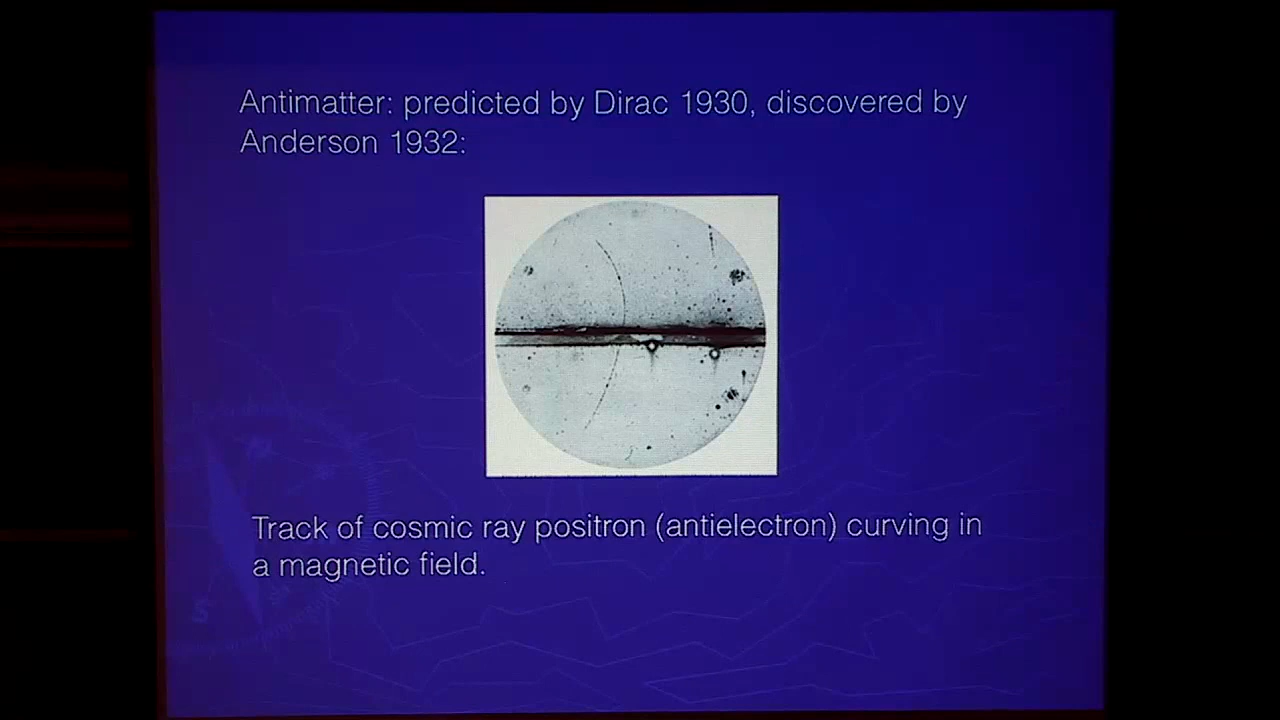 Antimatter: predicted by Dirac 1930, discovered by
Anderson 1932:
Track of cosmic ray positron (antielectron) curving in
a magnetic field.